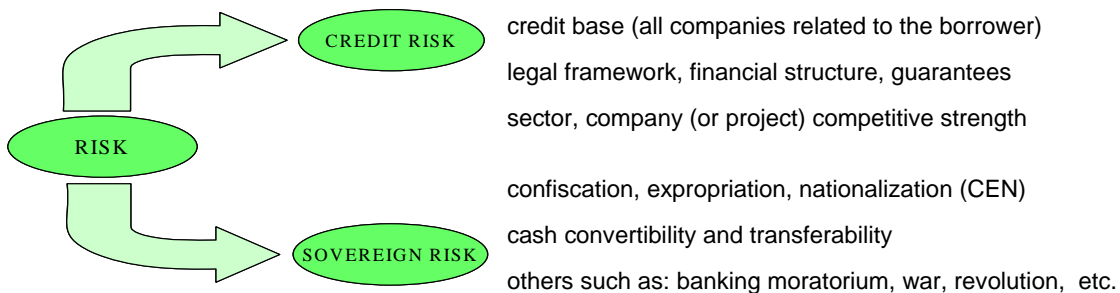 CREDIT RISK
credit base (all companies related to the borrower)
legal framework, financial structure, guarantees
sector, company (or project) competitive strength
RISK
confiscation, expropriation, nationalization (CEN)
cash convertibility and transferability
SOVEREIGN RISK
others such as: banking moratorium, war, revolution, etc.